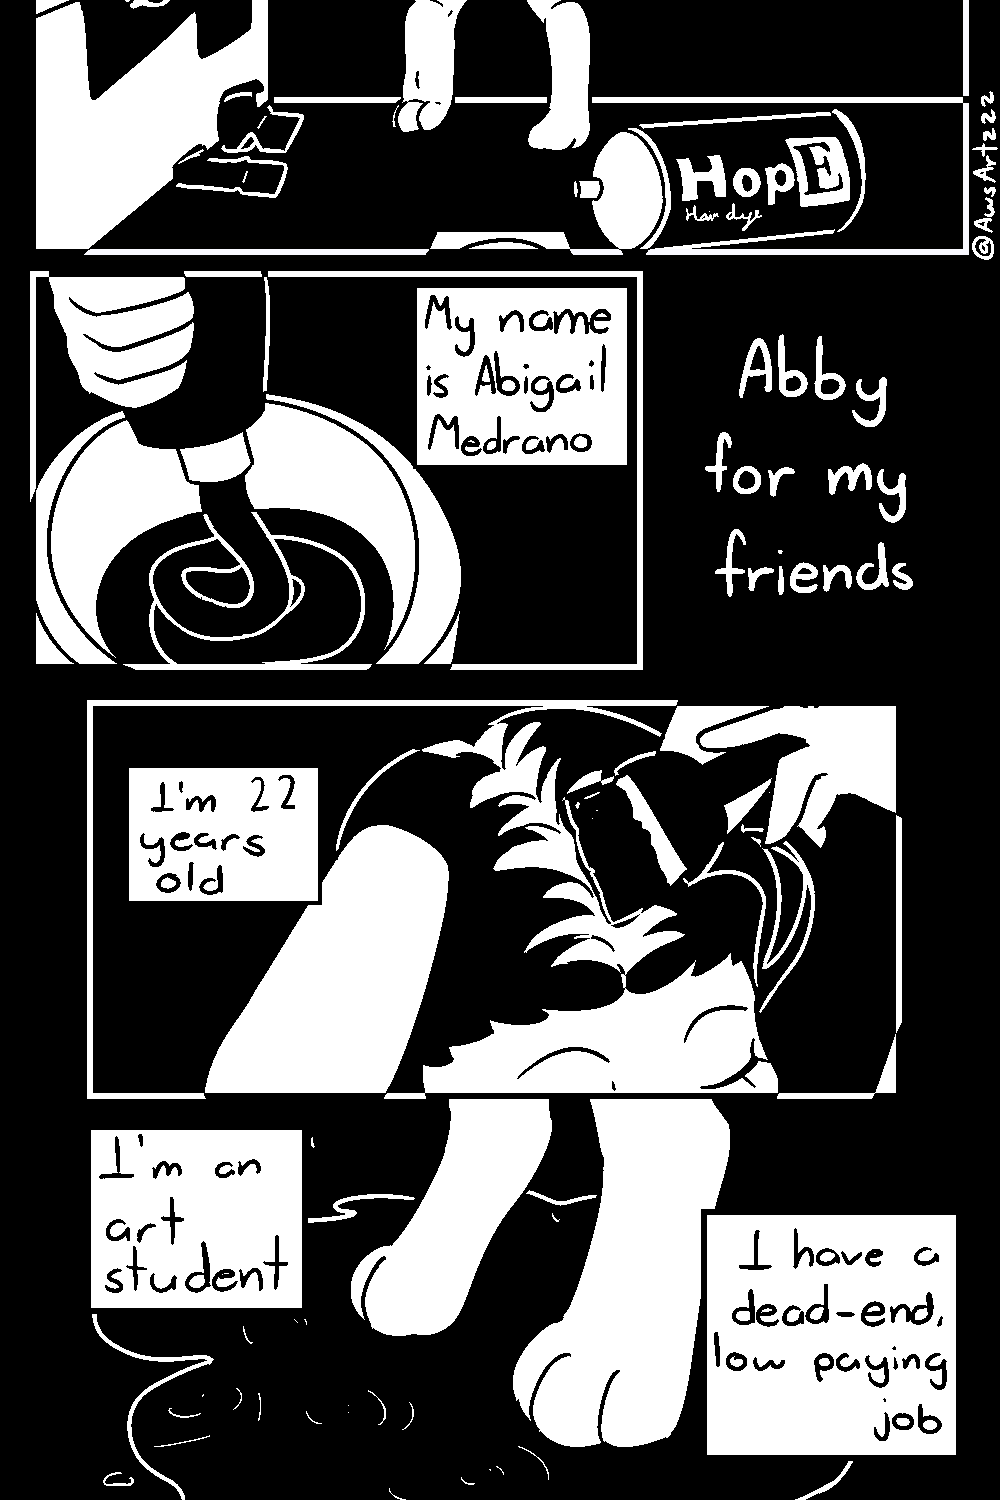 HopE
Hair dye
@AwsArtzzz
My name
is Abigail
Medrano
Abby
for my
friends
I'm 22
years
old
I'm an
art
student
I have a
dead-end,
low paying
job